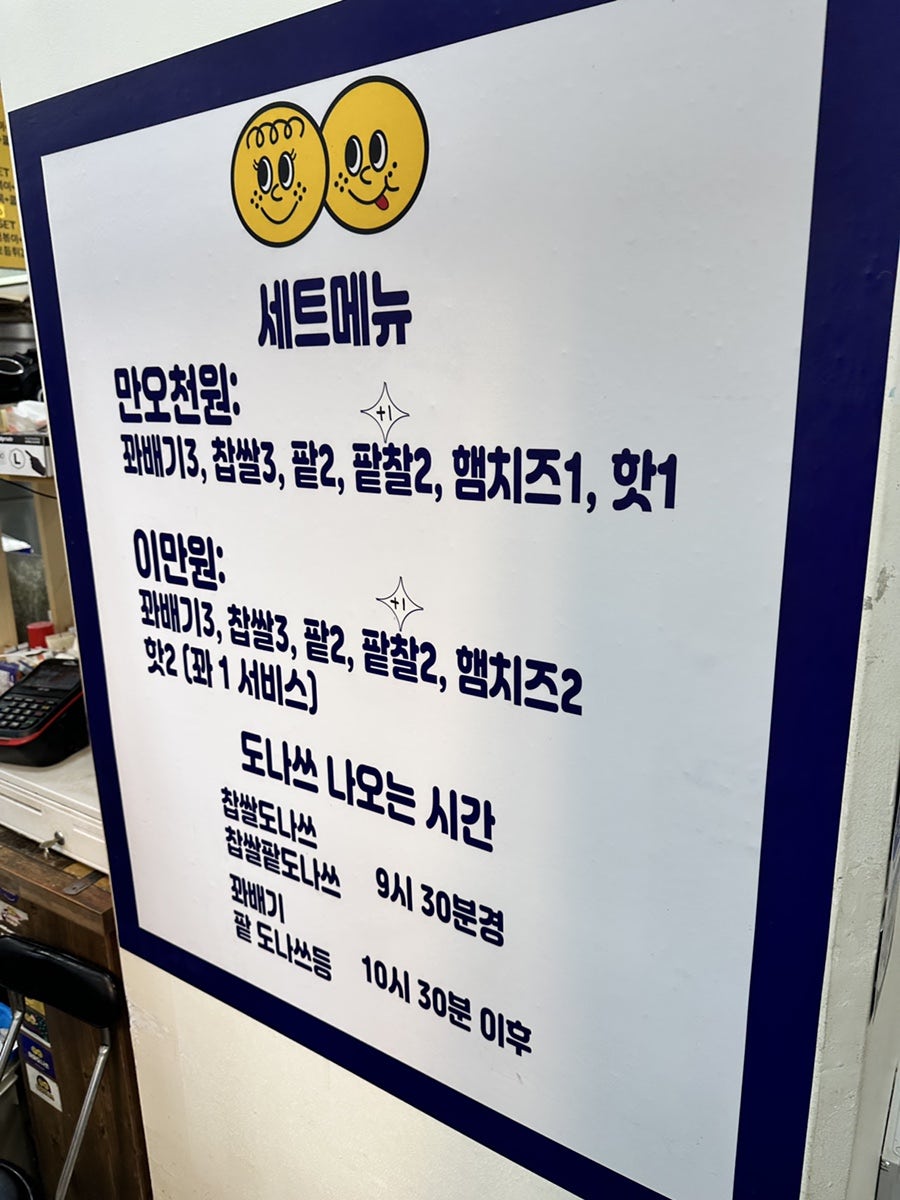 세트메뉴
만오천원:
+1
꽈배기3, 찹쌀3, 팥2, 팥찰2, 햄치즈1, 핫1
이만원:
+1
꽈배기3, 찹쌀3, 팥2, 팥찰2, 햄치즈2
핫2 (꽈 1 서비스)
도나쓰 나오는 시간
찹쌀도나쓰
찹쌀팥도나쓰 9시 30분경
꽈배기
팥 도나쓰등 10시 30분 이후
SET
L